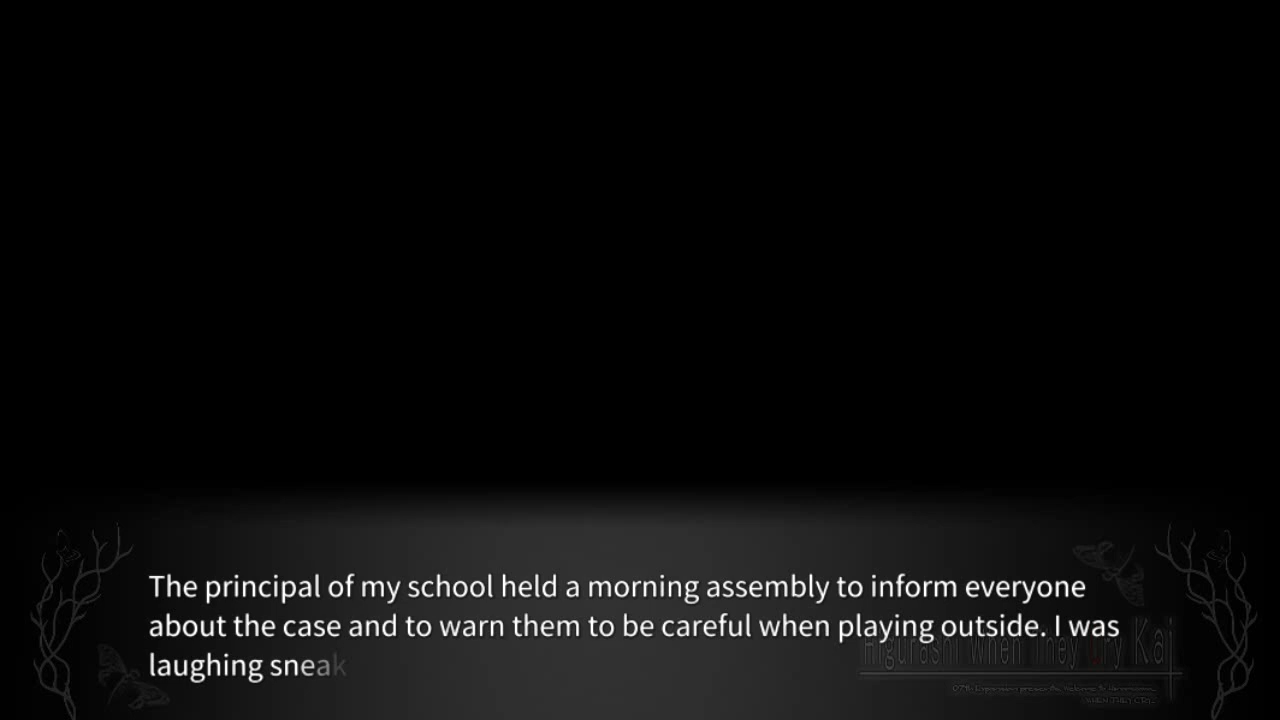 The principal of my school held a morning assembly to inform everyone
about the case and to warn them to be careful when playing outside. I was
laughing sneak
Higurashi When They Cry Kai